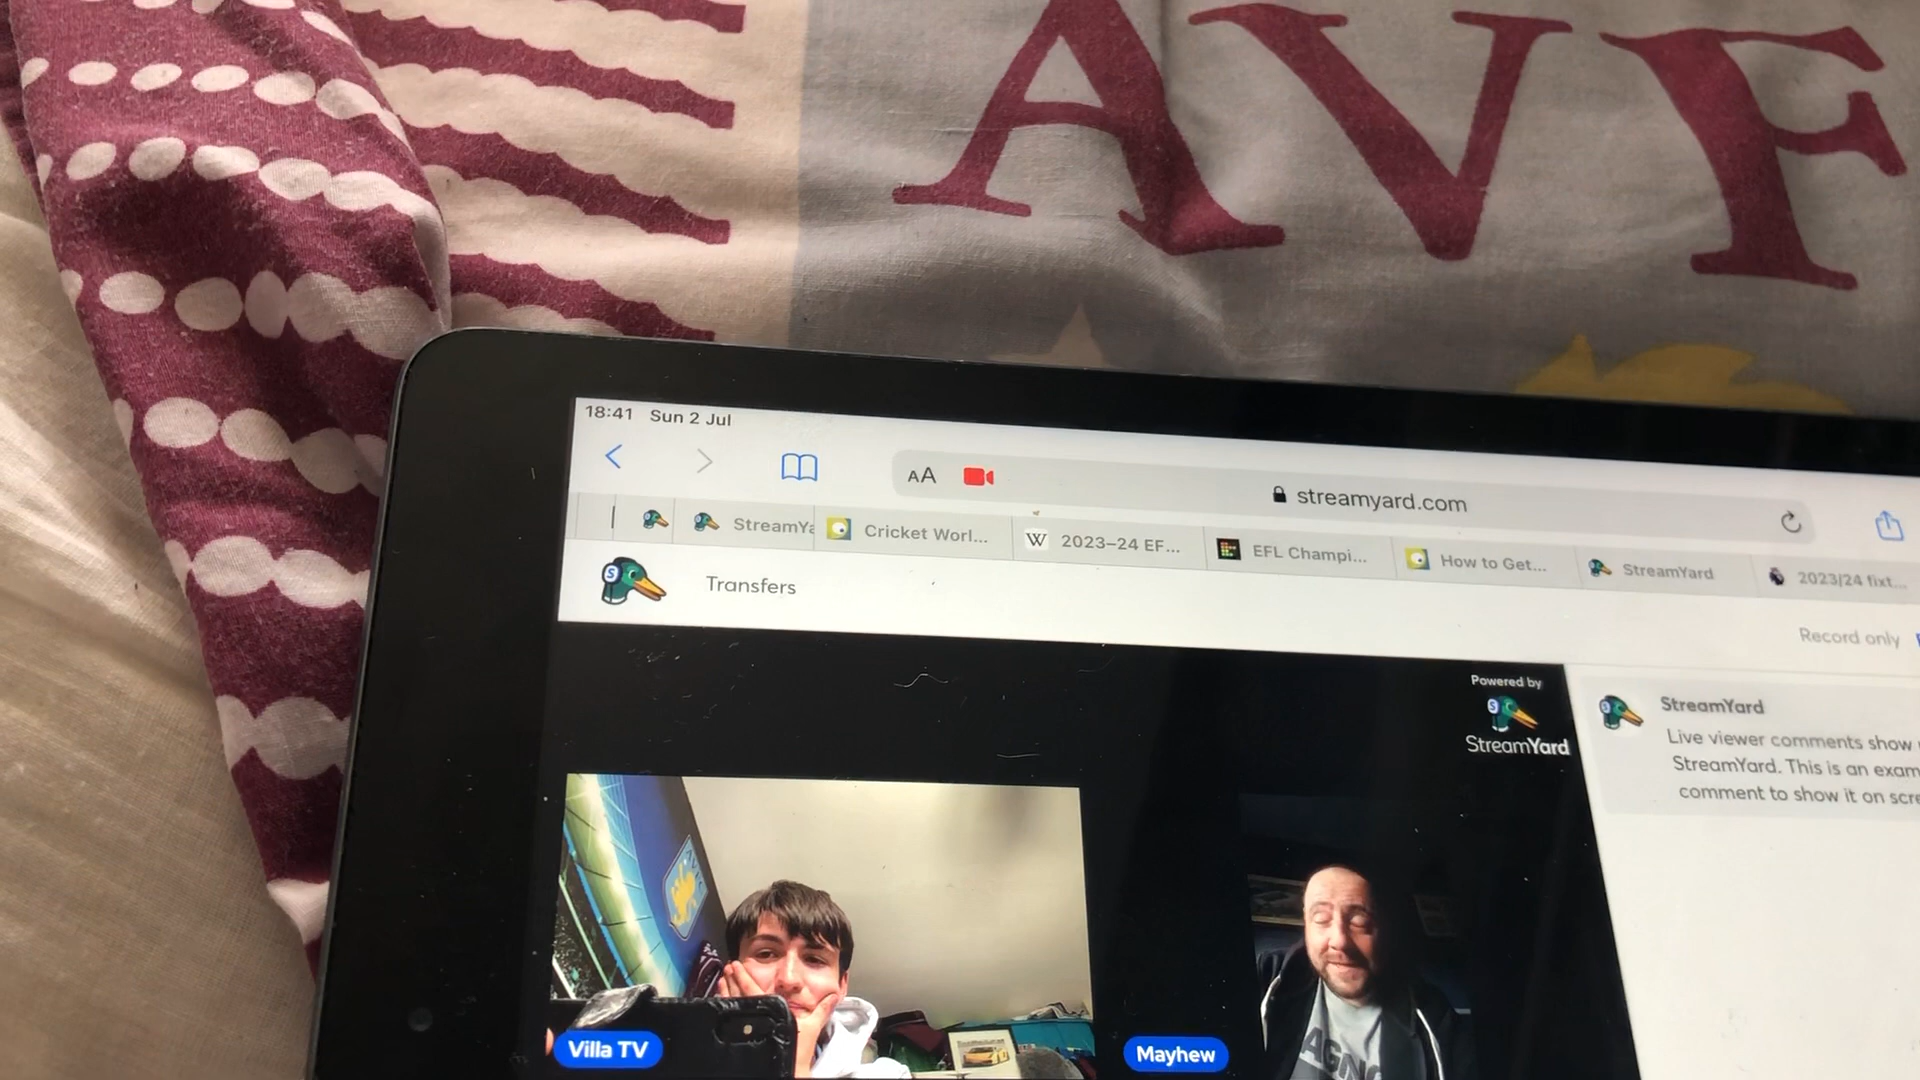 AVF
18:41 Sun 2 Jul
AA streamyard.com
StreamYa
Cricket Worl...
W 2023–24 EF...
EFL Champi...
How to Get...
StreamYard
2023/24 fixt...
Transfers
Record only
Powered by
StreamYard
StreamYard
Live viewer comments show
StreamYard. This is an exam
comment to show it on scre
AVFC
Villa TV
Mayhew
AGNO